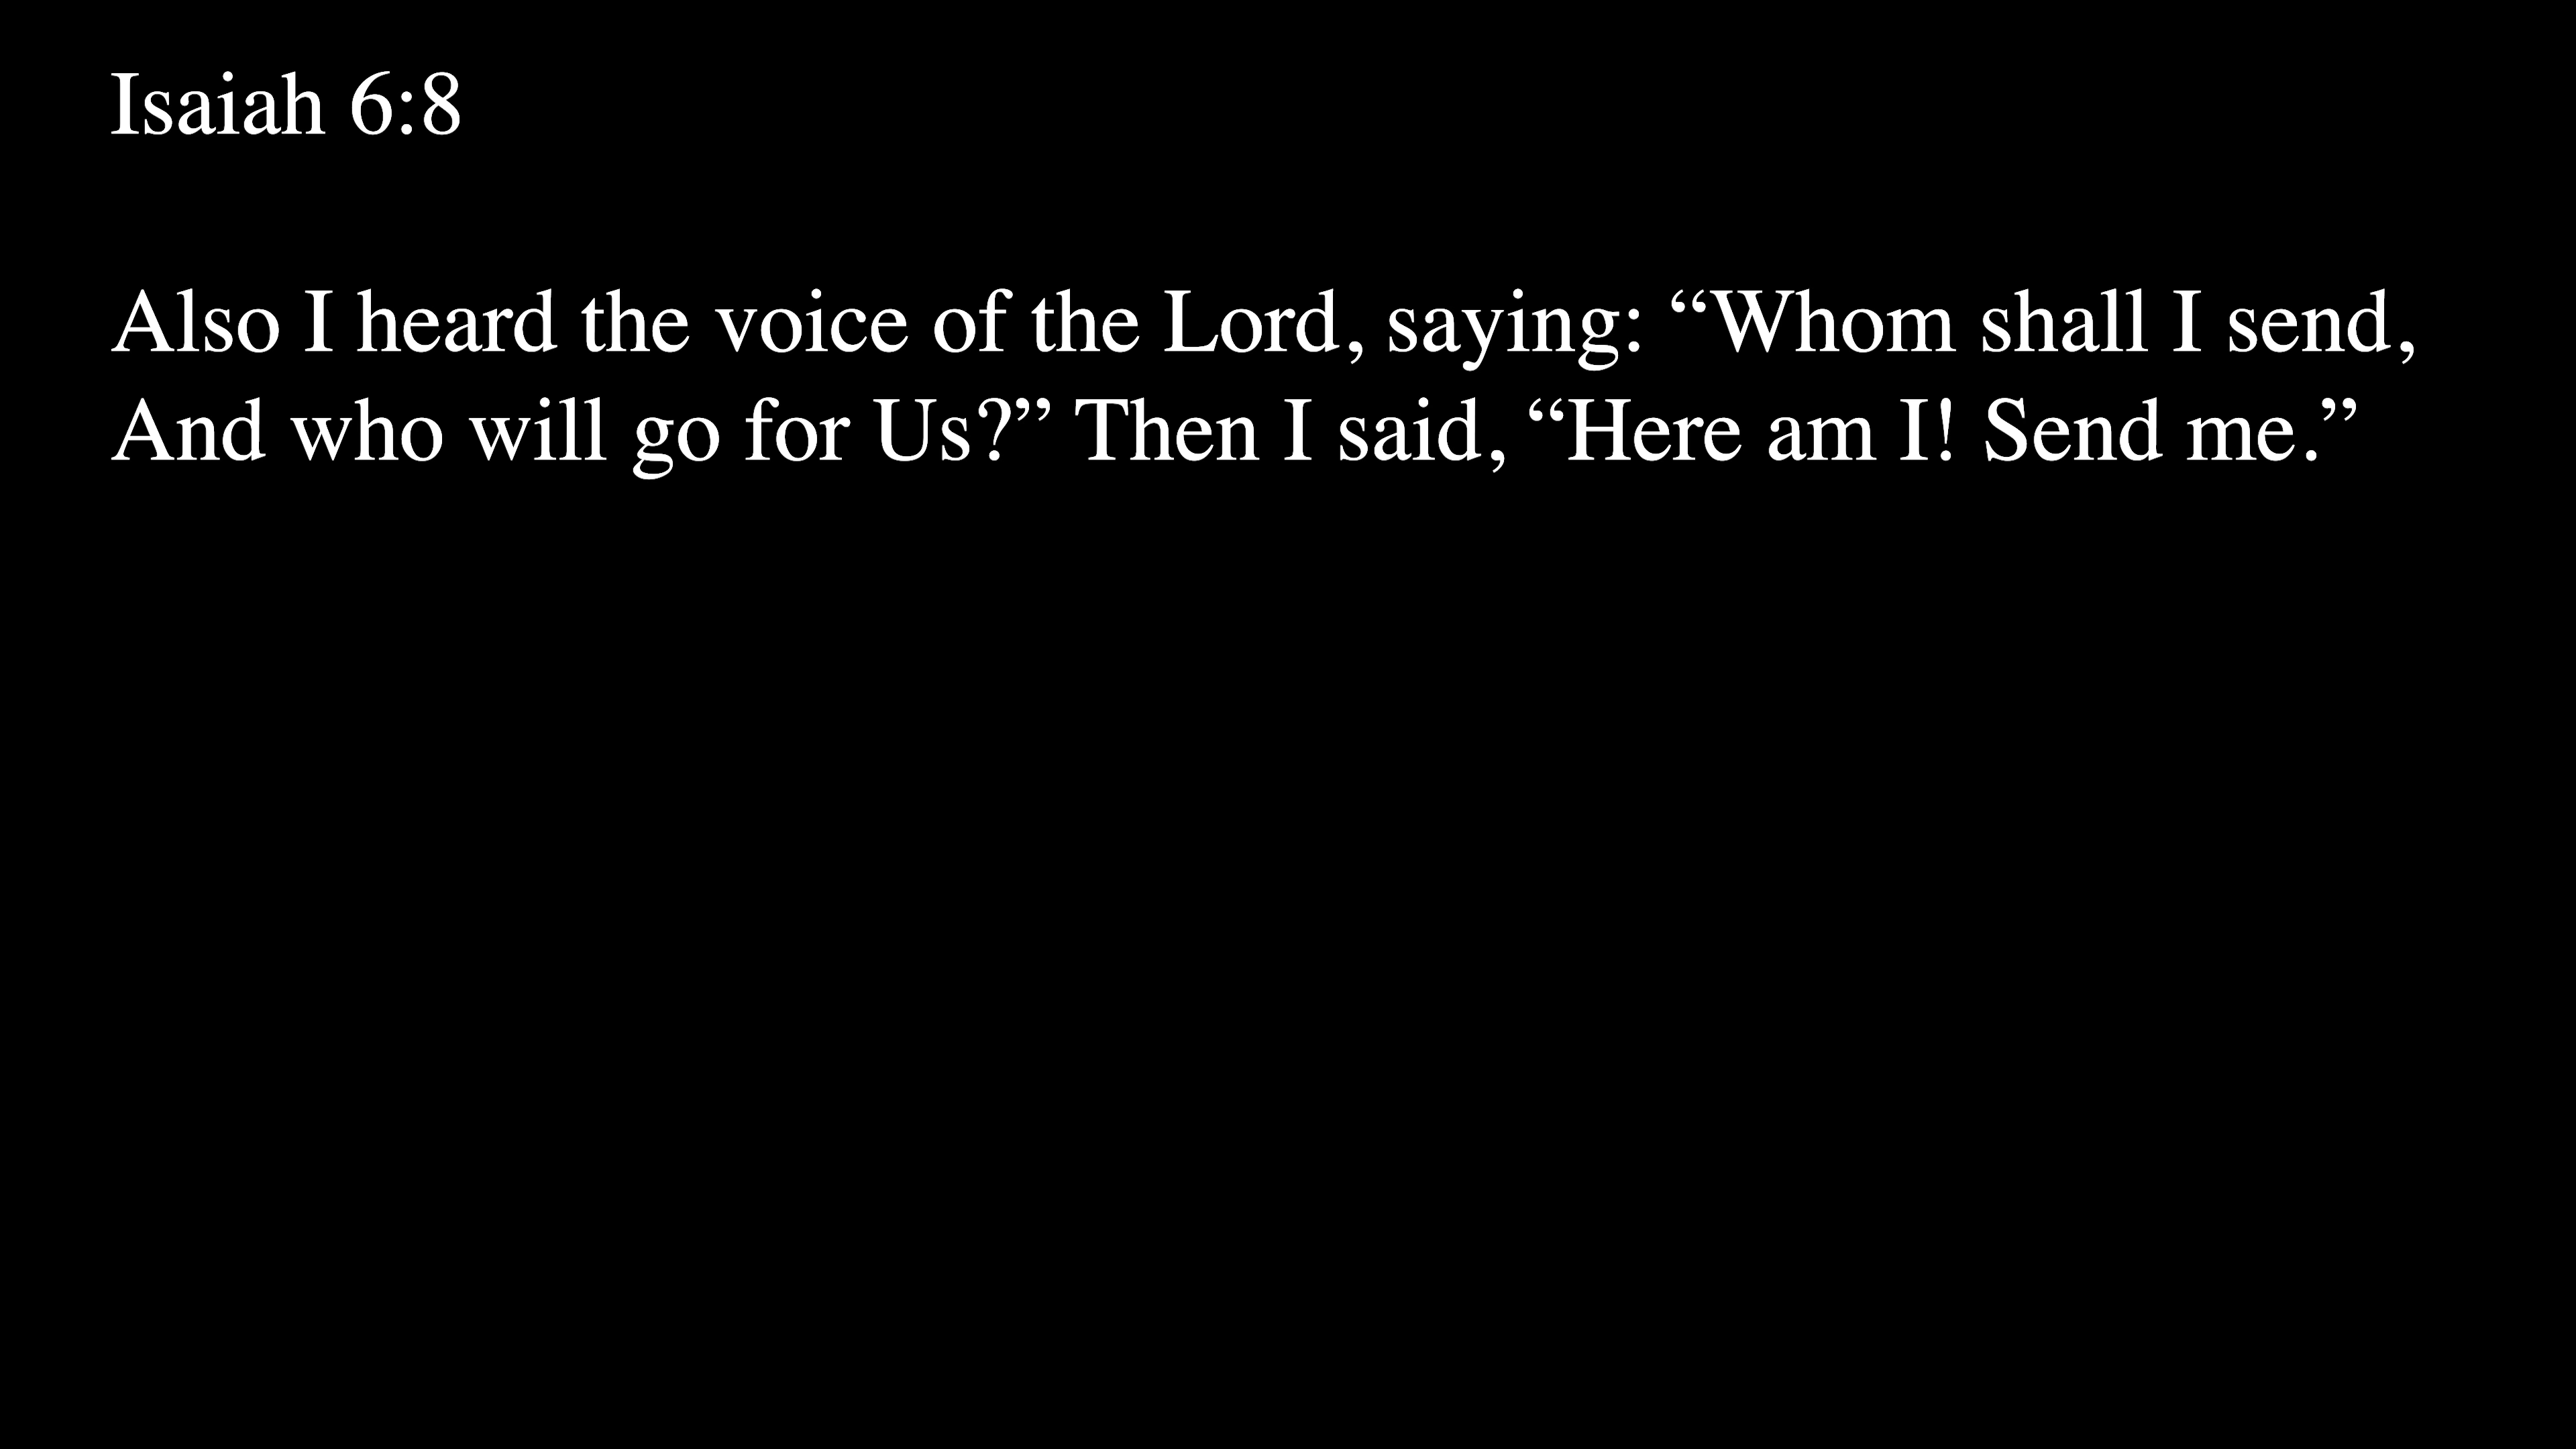 Isaiah 6:8
Also I heard the voice of the Lord, saying: “Whom shall I send,
And who will go for Us?” Then I said, “Here am I! Send me.”